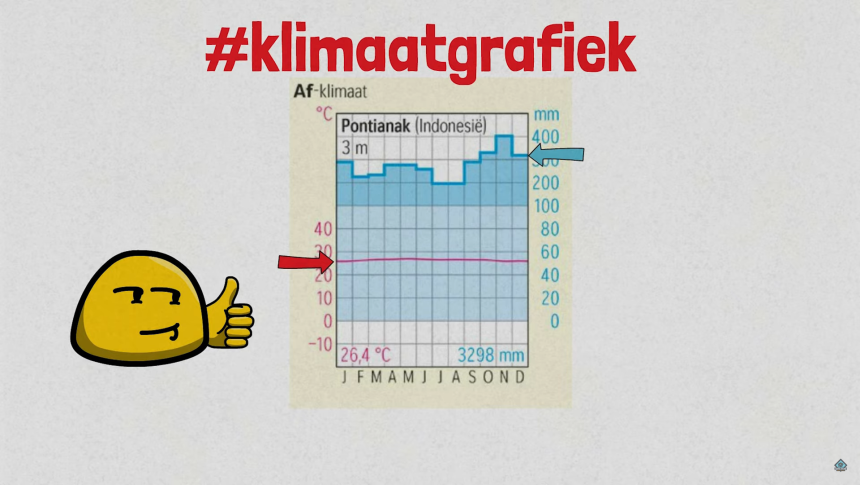 #klimaatgrafiek
Af-klimaat
°C
mm
Pontianak (Indonesië)
3 m
400
300
200
100
40
80
30
60
20
40
10
20
0
0
-10
26,4 °C
3298 mm
J F M A M J J A S O N D